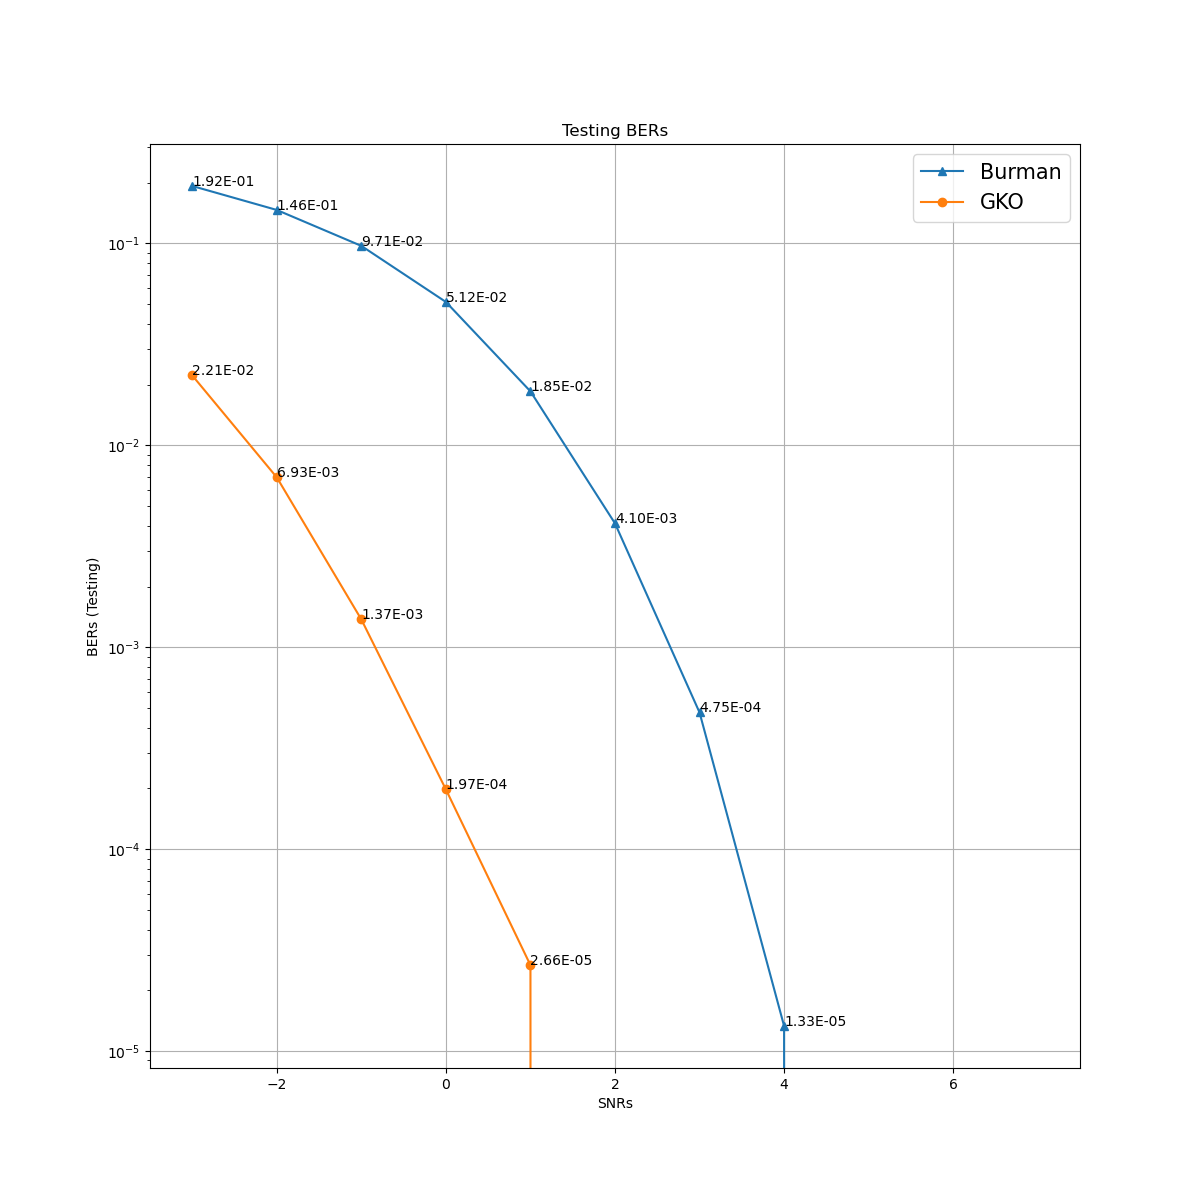 Testing BERs
Burman
GKO
1.92E-01
1.46E-01
9.71E-02
5.12E-02
1.85E-02
4.10E-03
4.75E-04
1.33E-05
2.21E-02
6.93E-03
1.37E-03
1.97E-04
2.66E-05
BERs (Testing)
10⁻¹
10⁻²
10⁻³
10⁻⁴
10⁻⁵
−2 0 2 4 6
SNRs